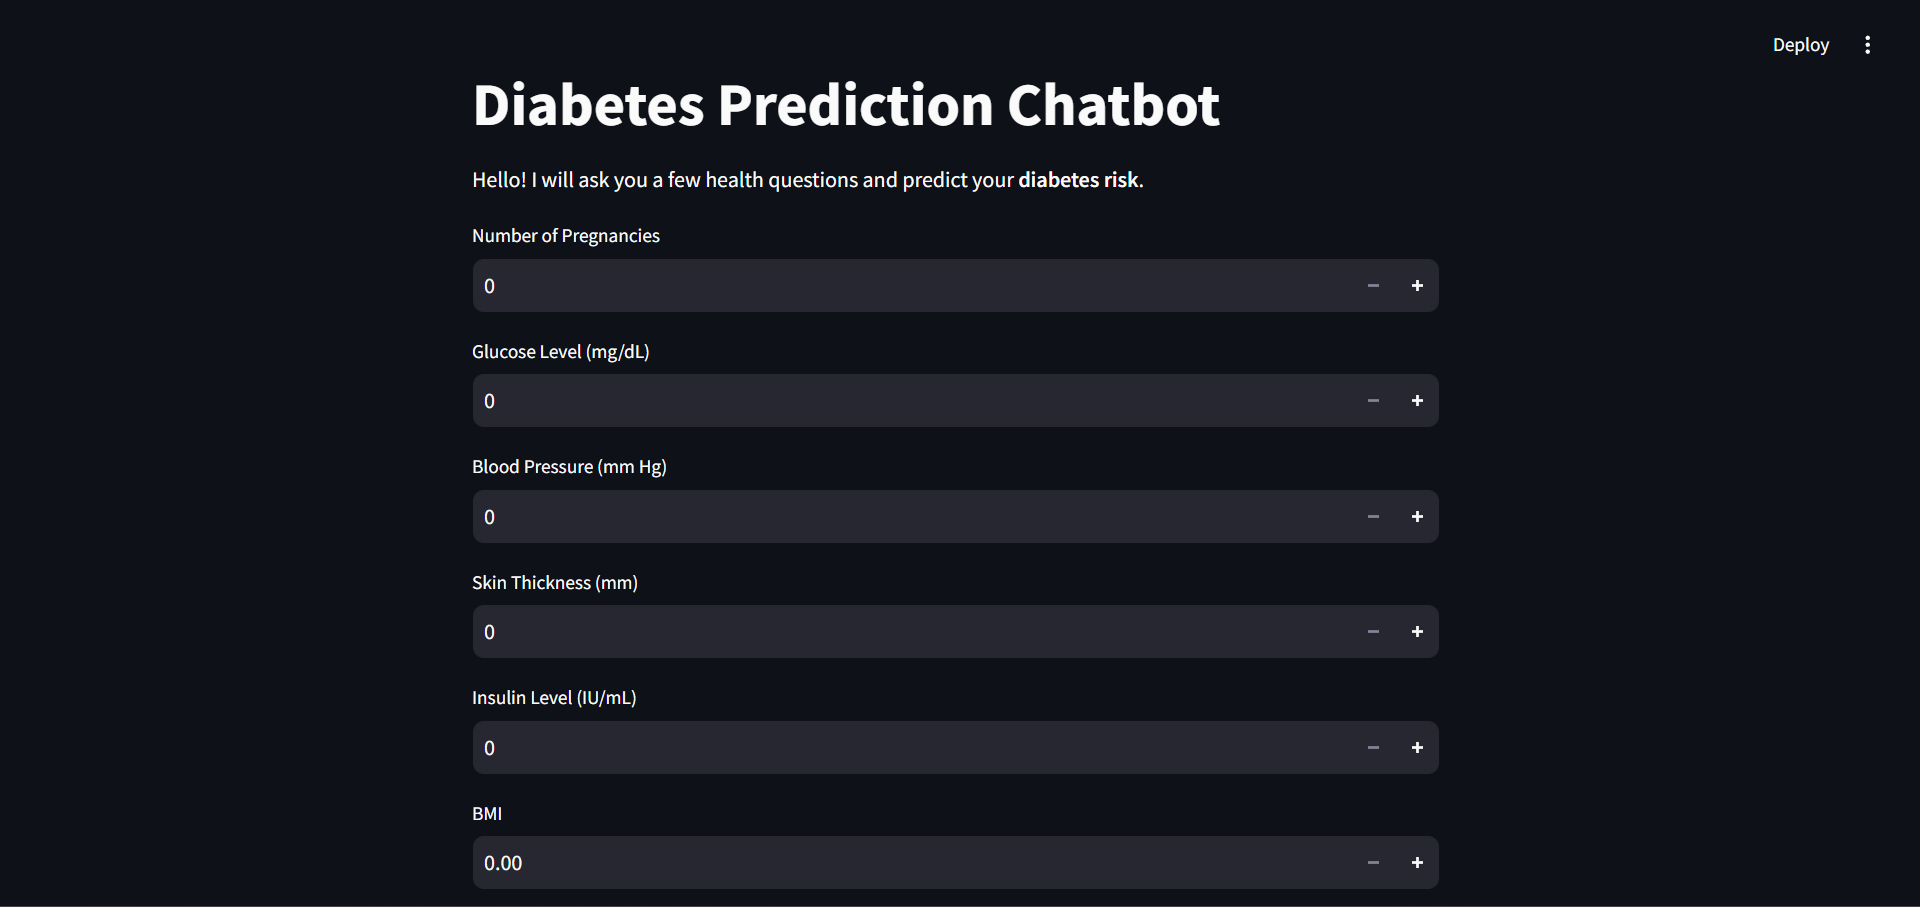 Deploy
Diabetes Prediction Chatbot
Hello! I will ask you a few health questions and predict your diabetes risk.
Number of Pregnancies
0
Glucose Level (mg/dL)
0
Blood Pressure (mm Hg)
0
Skin Thickness (mm)
0
Insulin Level (IU/mL)
0
BMI
0.00